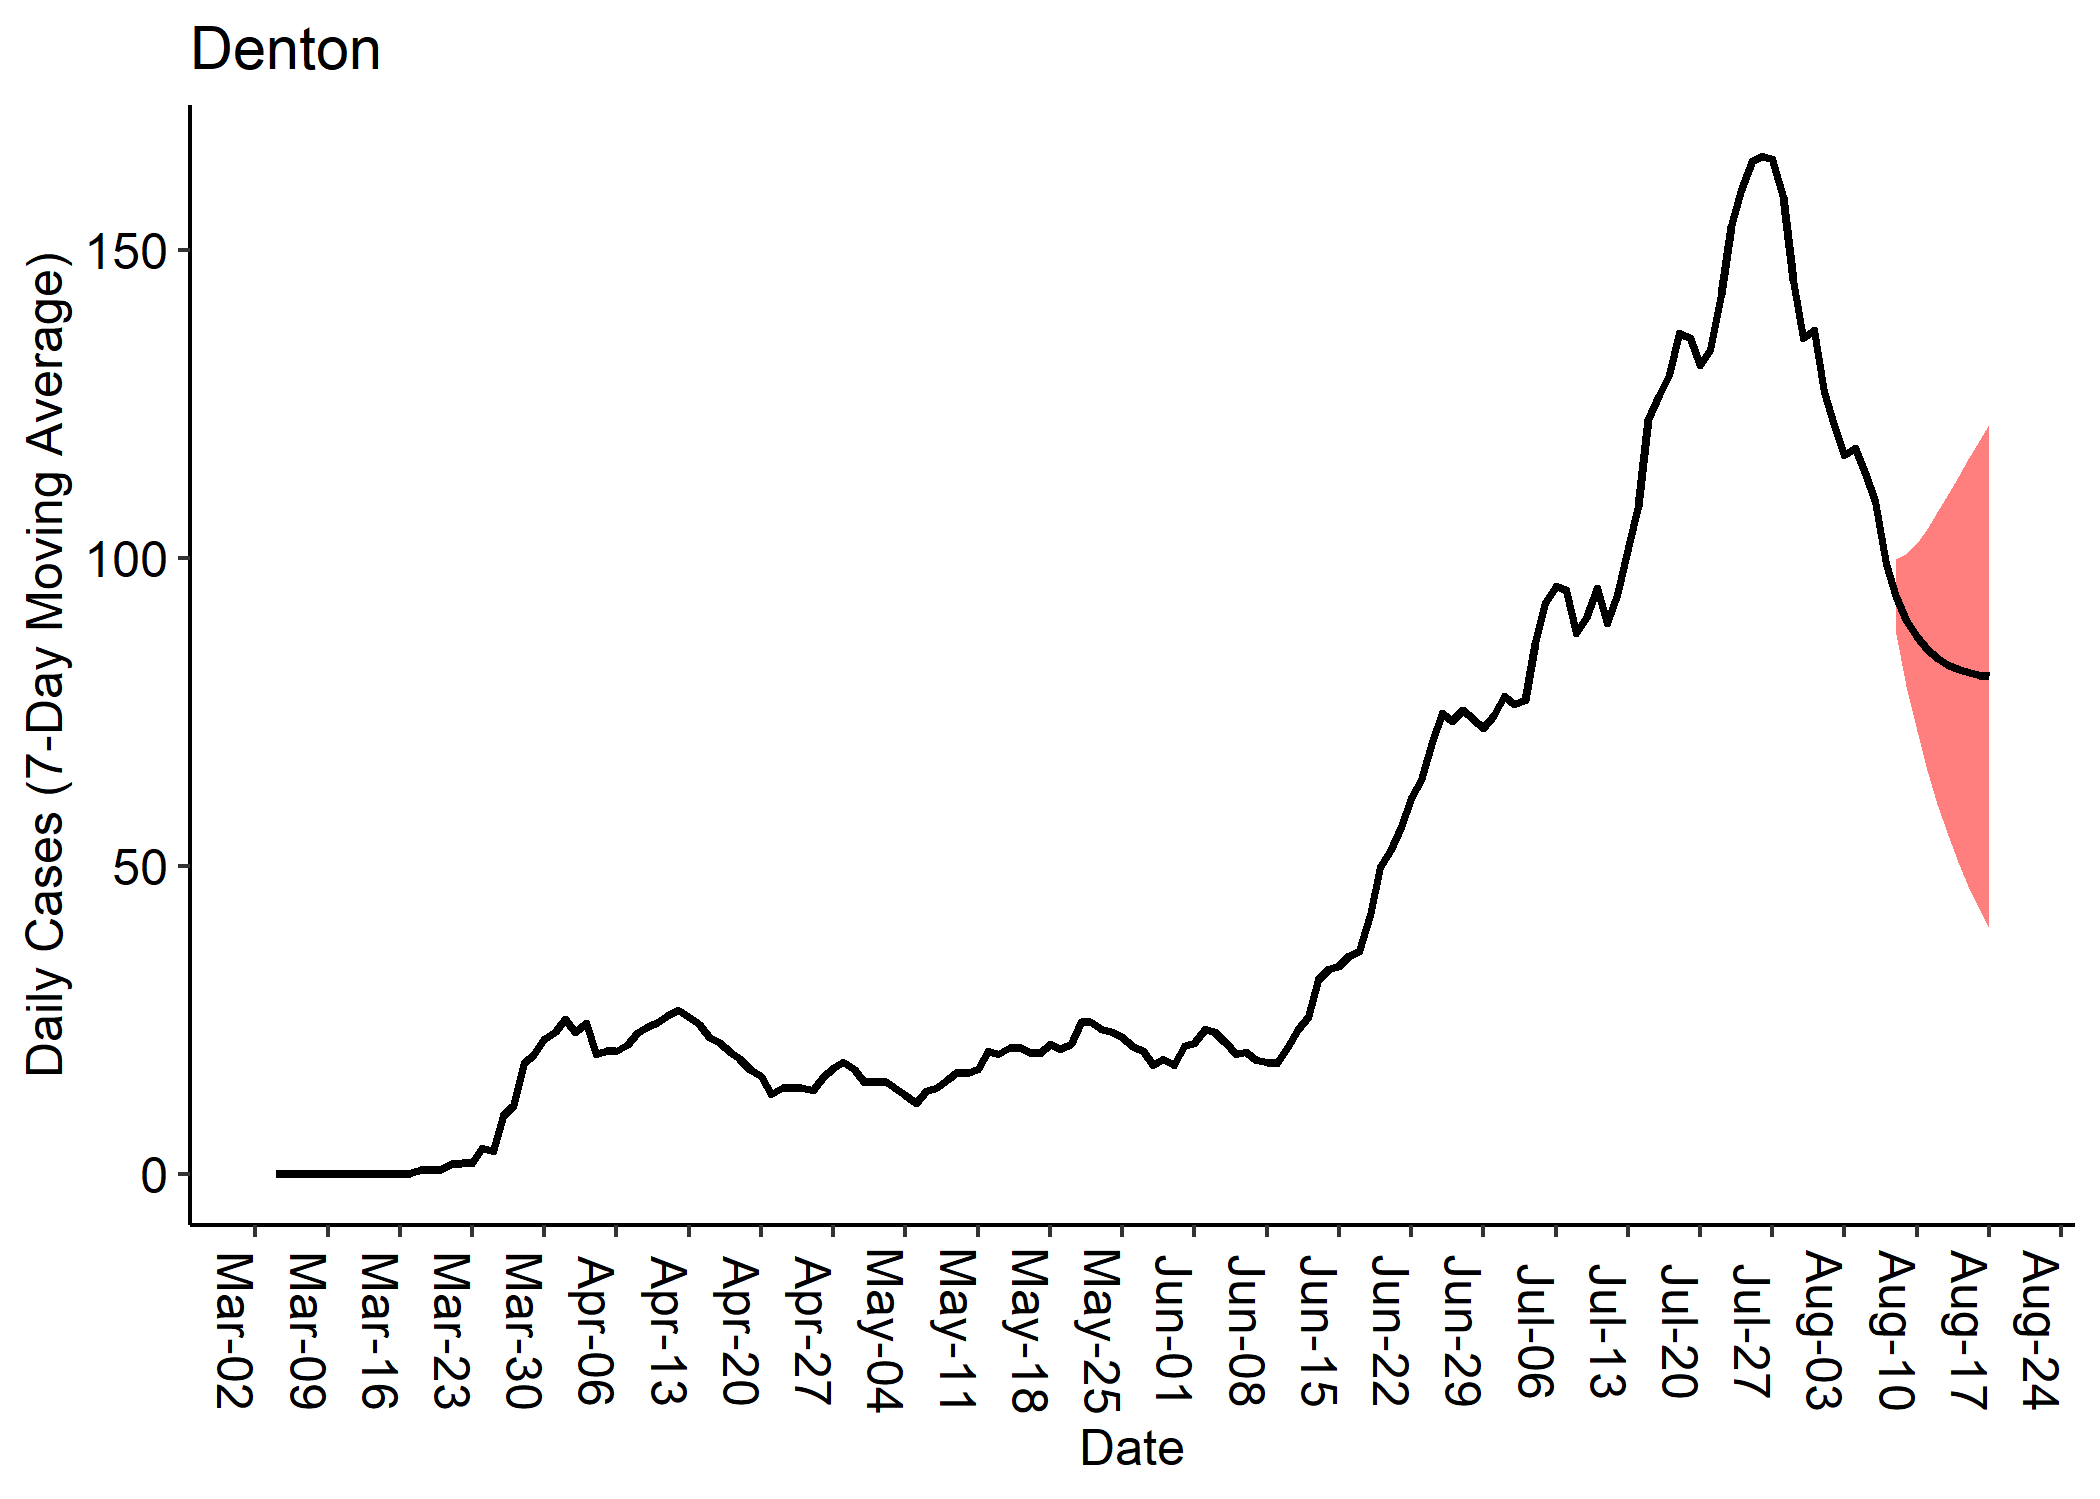 Denton
Daily Cases (7-Day Moving Average)
150
100
50
0
Mar-02
Mar-09
Mar-16
Mar-23
Mar-30
Apr-06
Apr-13
Apr-20
Apr-27
May-04
May-11
May-18
May-25
Jun-01
Jun-08
Jun-15
Jun-22
Jun-29
Jul-06
Jul-13
Jul-20
Jul-27
Aug-03
Aug-10
Aug-17
Aug-24
Date